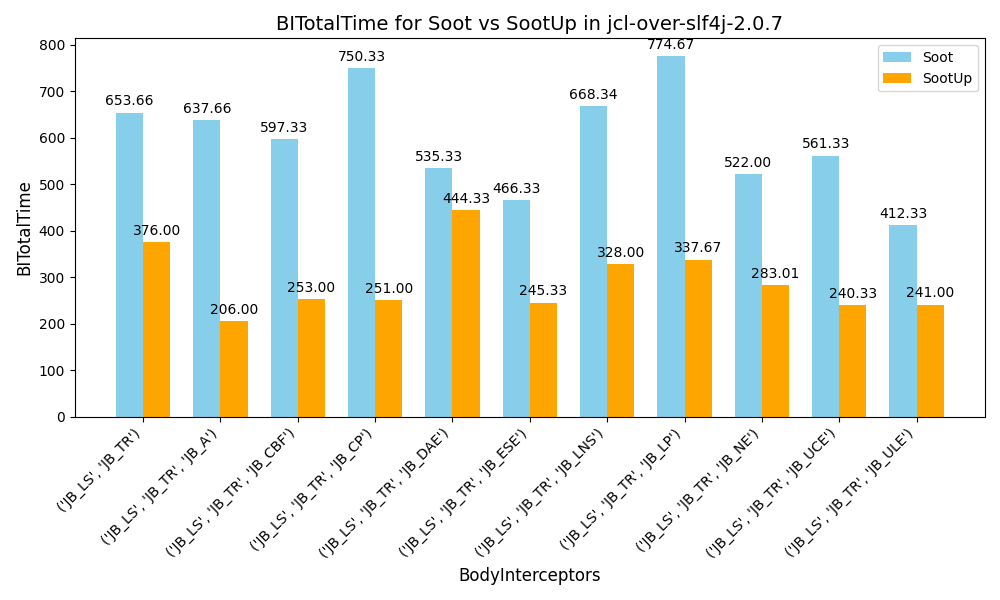 BITotalTime for Soot vs SootUp in jcl-over-slf4j-2.0.7
Soot
SootUp
BITotalTime
800
700
600
500
400
300
200
100
0
653.66
376.00
637.66
206.00
597.33
253.00
750.33
251.00
535.33
444.33
466.33
245.33
668.34
328.00
774.67
337.67
522.00
283.01
561.33
240.33
412.33
241.00
('JB_LS', 'JB_TR')
('JB_LS', 'JB_TR', 'JB_A')
('JB_LS', 'JB_TR', 'JB_CBF')
('JB_LS', 'JB_TR', 'JB_CP')
('JB_LS', 'JB_TR', 'JB_DAE')
('JB_LS', 'JB_TR', 'JB_ESE')
('JB_LS', 'JB_TR', 'JB_LNS')
('JB_LS', 'JB_TR', 'JB_LP')
('JB_LS', 'JB_TR', 'JB_NE')
('JB_LS', 'JB_TR', 'JB_UCE')
('JB_LS', 'JB_TR', 'JB_ULE')
BodyInterceptors